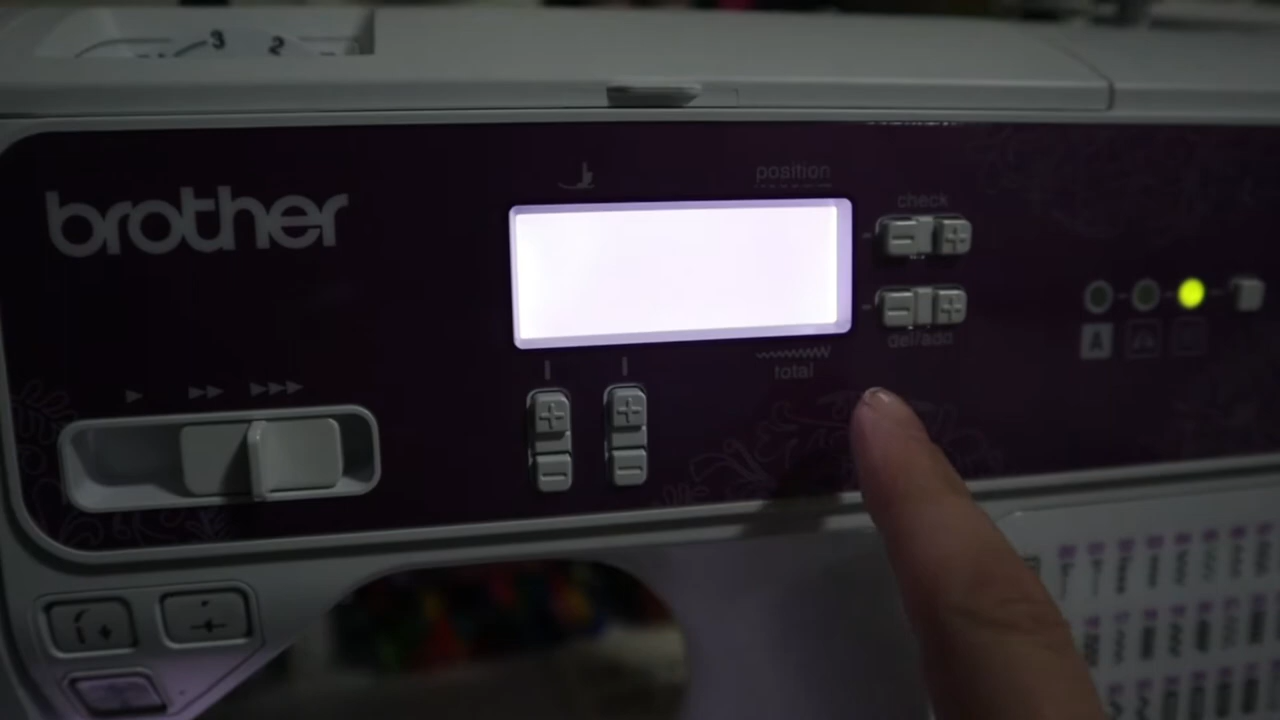 3 2
position
brother
check
del/add
total
A